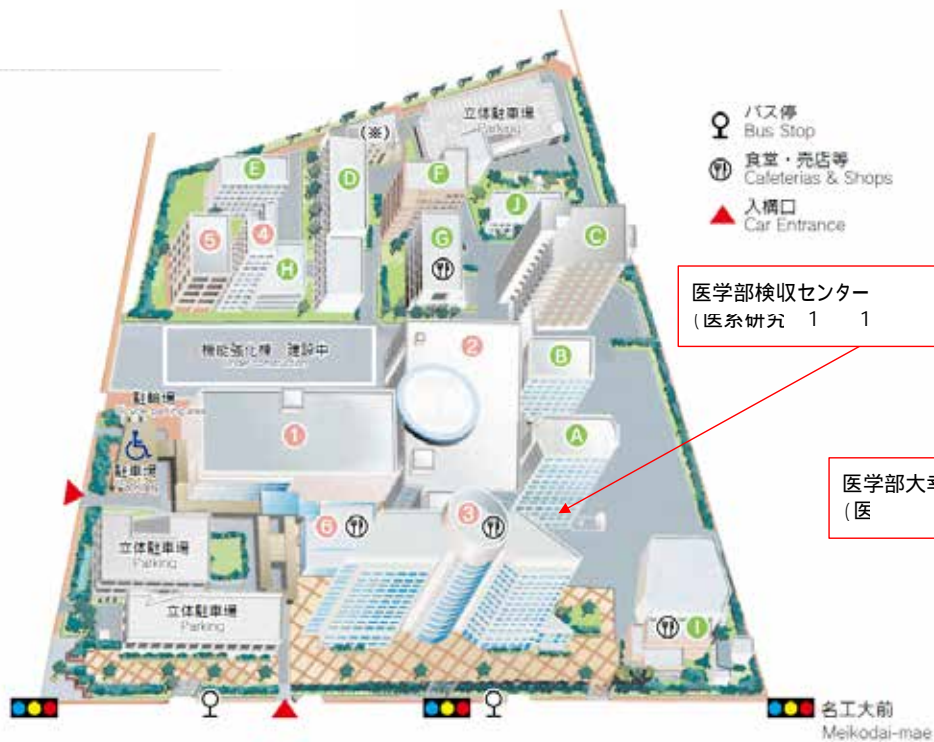 立体駐車場
Parking
(※)
E
D
F
J
C
5
4
H
G
バス停
Bus Stop
食堂・売店等
Cafeterias & Shops
入構口
Car Entrance
医学部検収センター
(医系研究 1 1
機能強化棟 建設中
2
B
駐輪場
1
A
駐車場
医学部大幸
(医
6
3
立体駐車場
Parking
立体駐車場
Parking
I
名工大前
Meikodai-mae